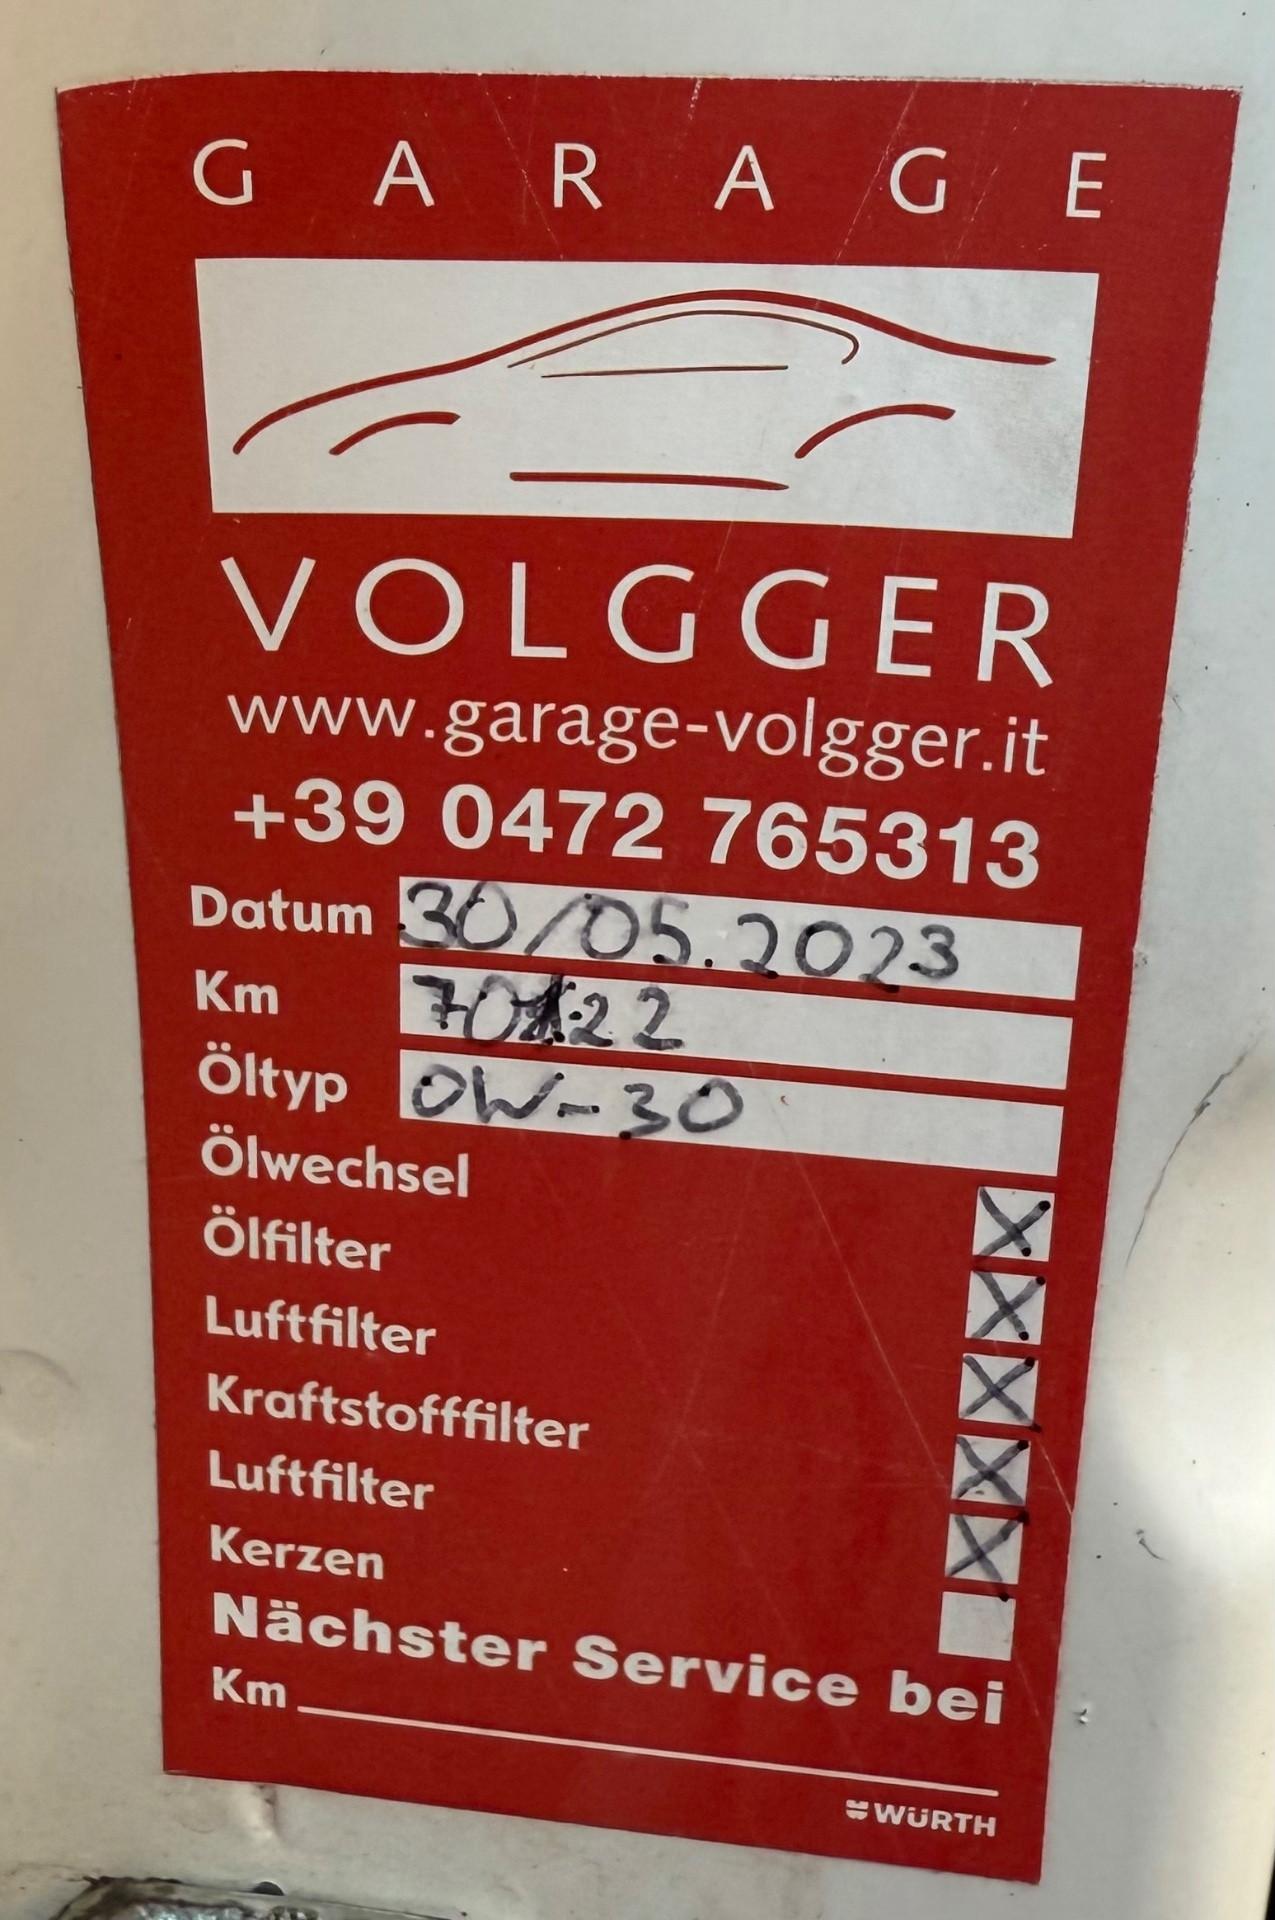 GARAGE
VOLGGER
www.garage-volgger.it
+39 0472 765313
Datum 30/05.2023
Km 70122
Öltyp 0W-30
Ölwechsel X
Ölfilter X
Luftfilter X
Kraftstofffilter X
Luftfilter X
Kerzen
Nächster Service bei
Km
WÜRTH